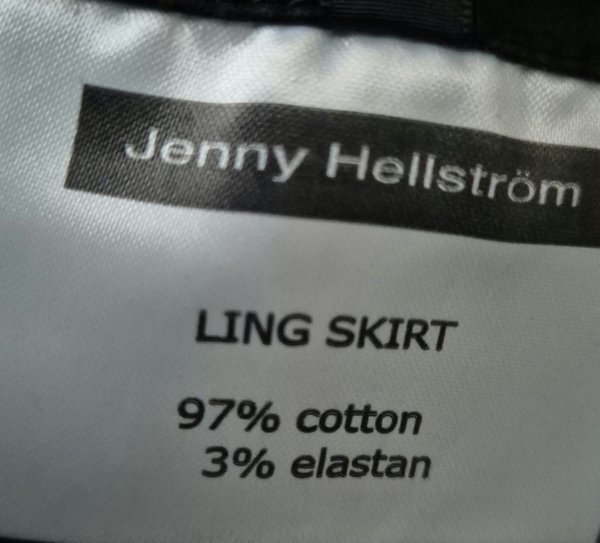 Jenny Hellström
LING SKIRT
97% cotton
3% elastan